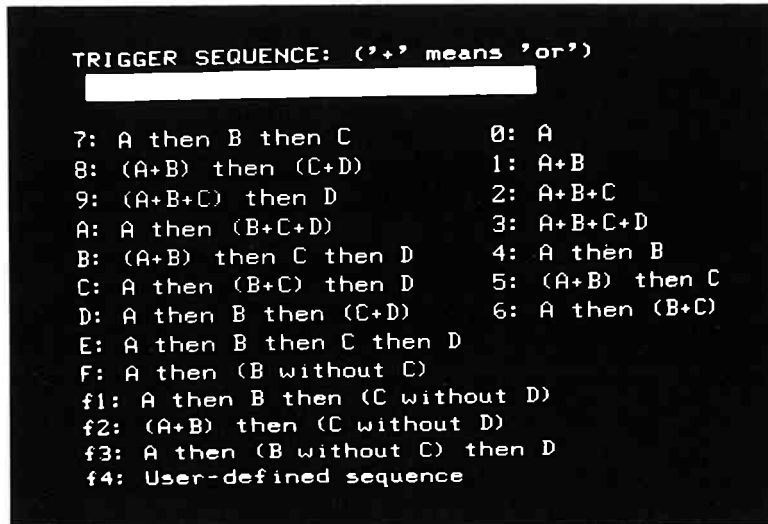 TRIGGER SEQUENCE: ('+' means 'or')
7: A then B then C
8: (A+B) then (C+D)
9: (A+B+C) then D
A: A then (B+C+D)
B: (A+B) then C then D
C: A then (B+C) then D
D: A then B then (C+D)
E: A then B then C then D
F: A then (B without C)
f1: A then B then (C without D)
f2: (A+B) then (C without D)
f3: A then (B without C) then D
f4: User-defined sequence
0: A
1: A+B
2: A+B+C
3: A+B+C+D
4: A then B
5: (A+B) then C
6: A then (B+C)